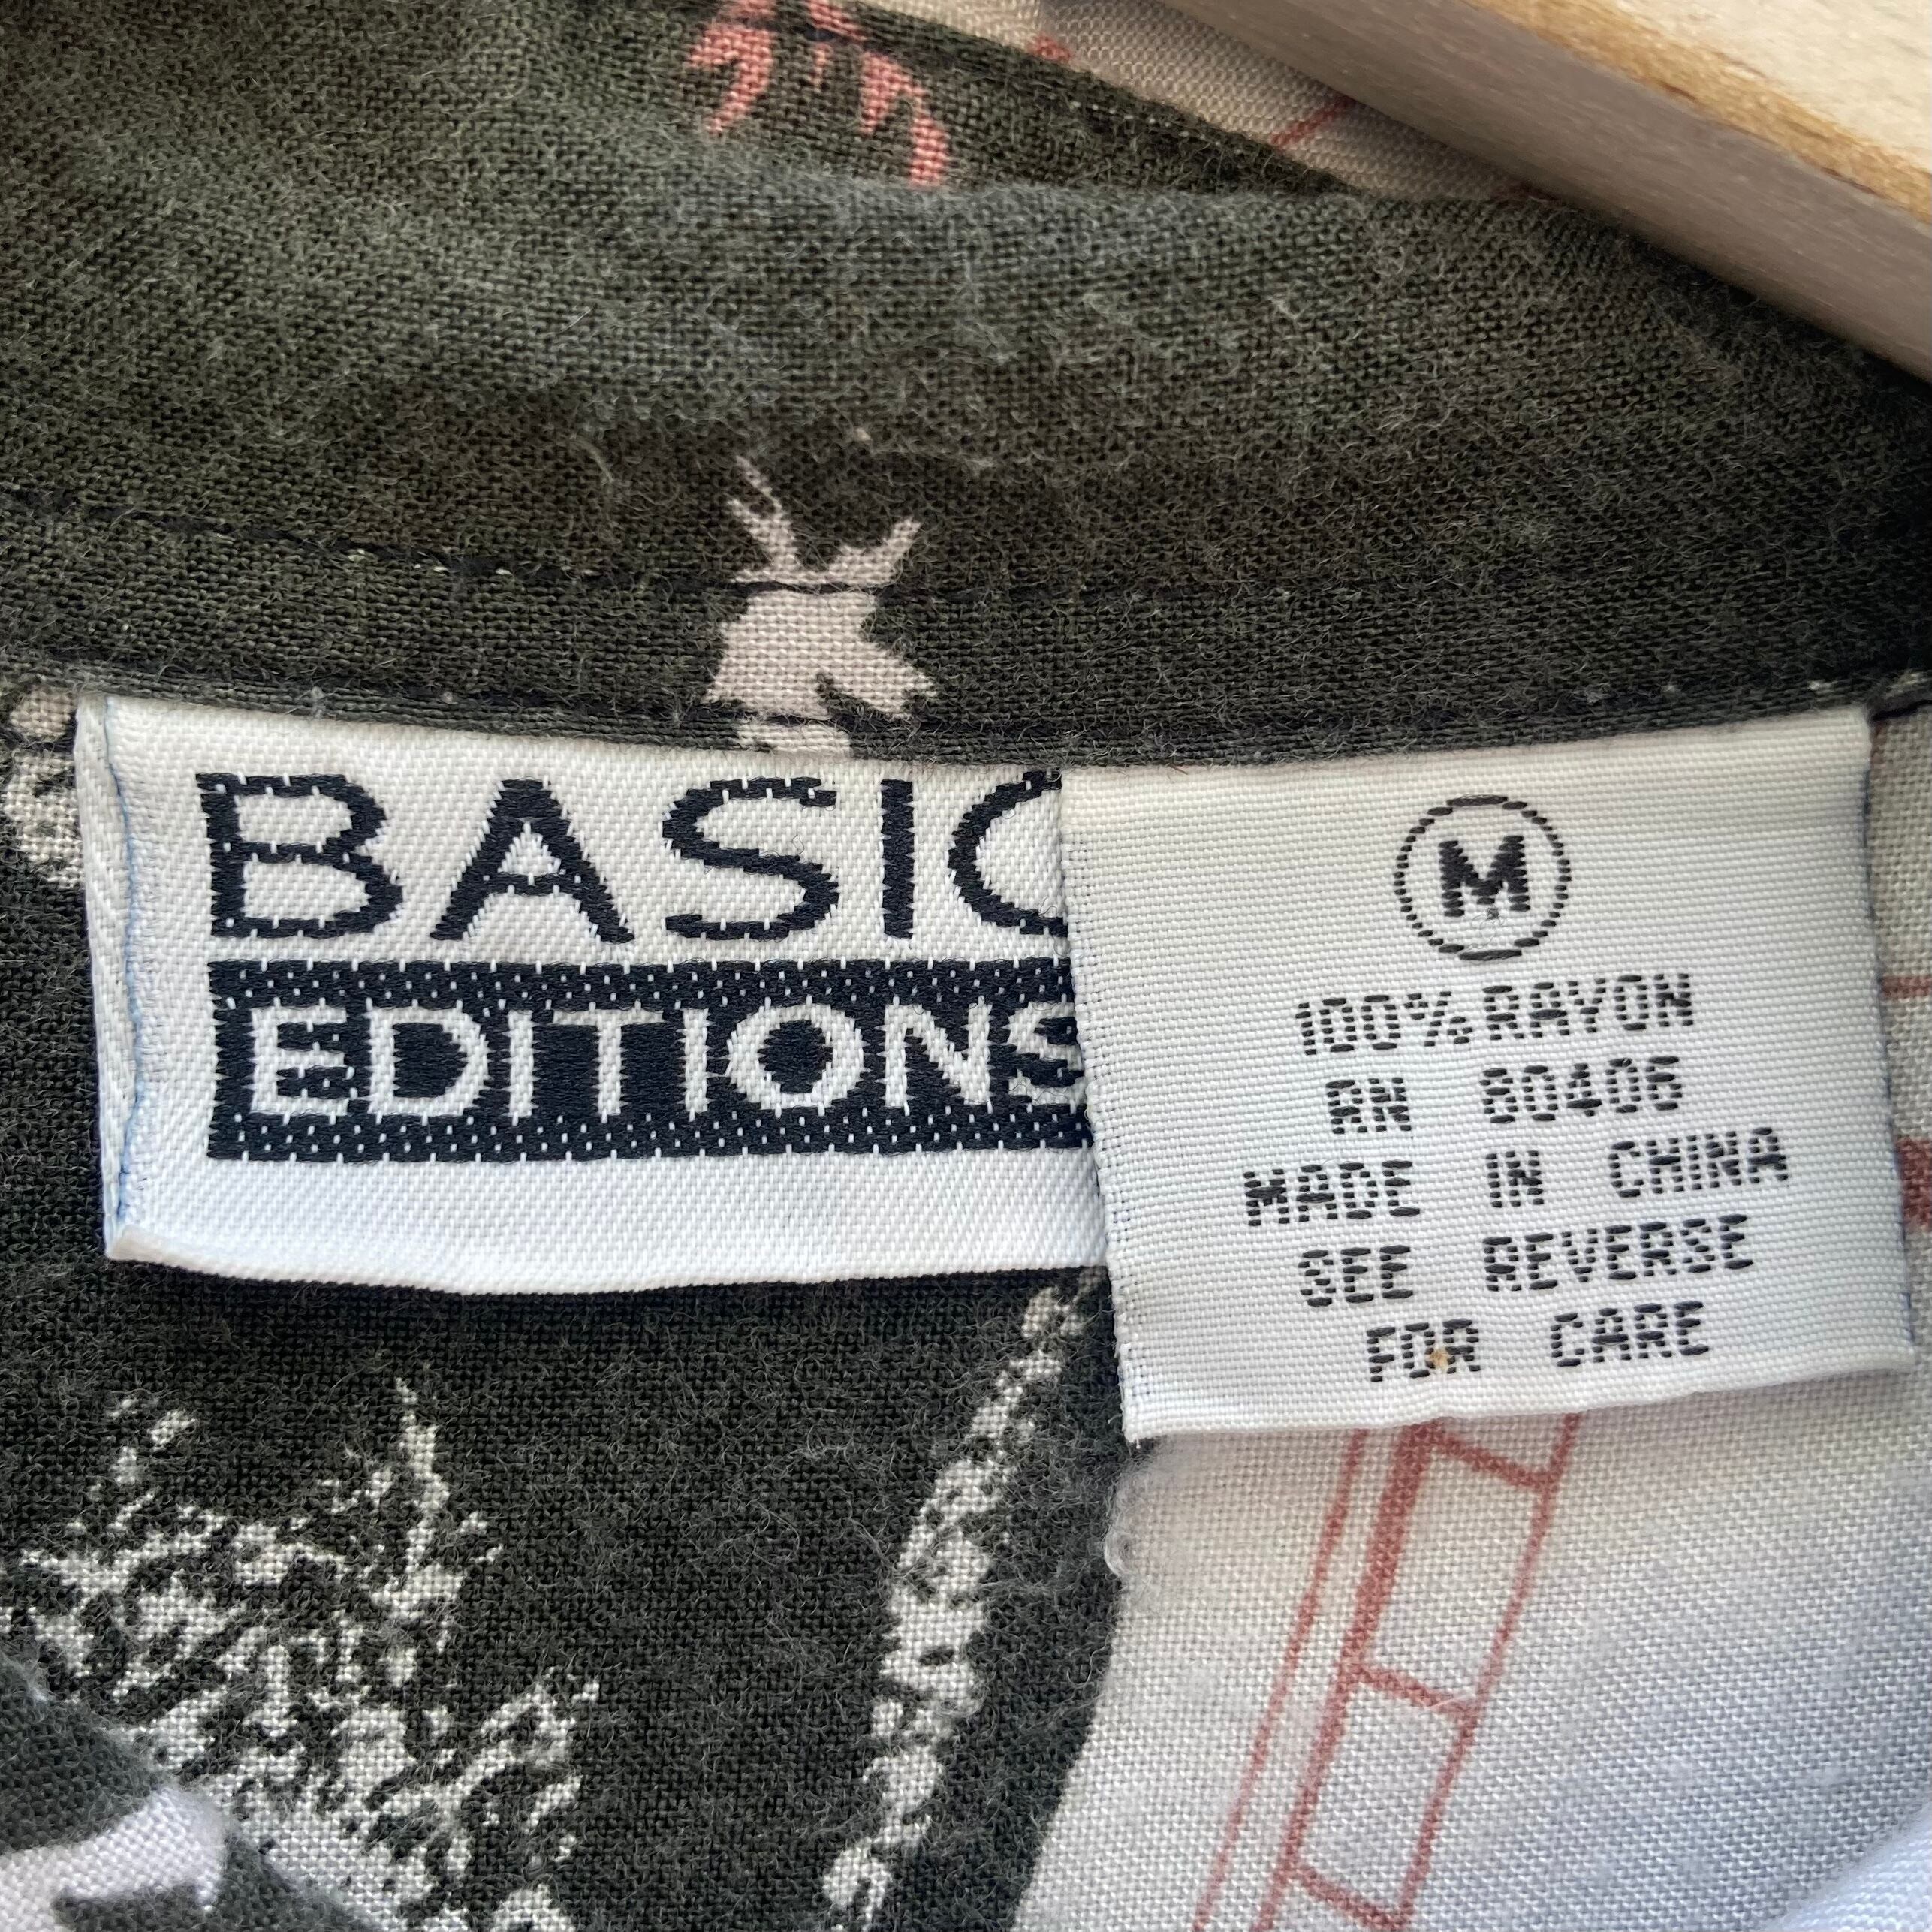 BASIC
EDITIONS
M
100% RAYON
RN 80406
MADE IN CHINA
SEE REVERSE
FOR CARE